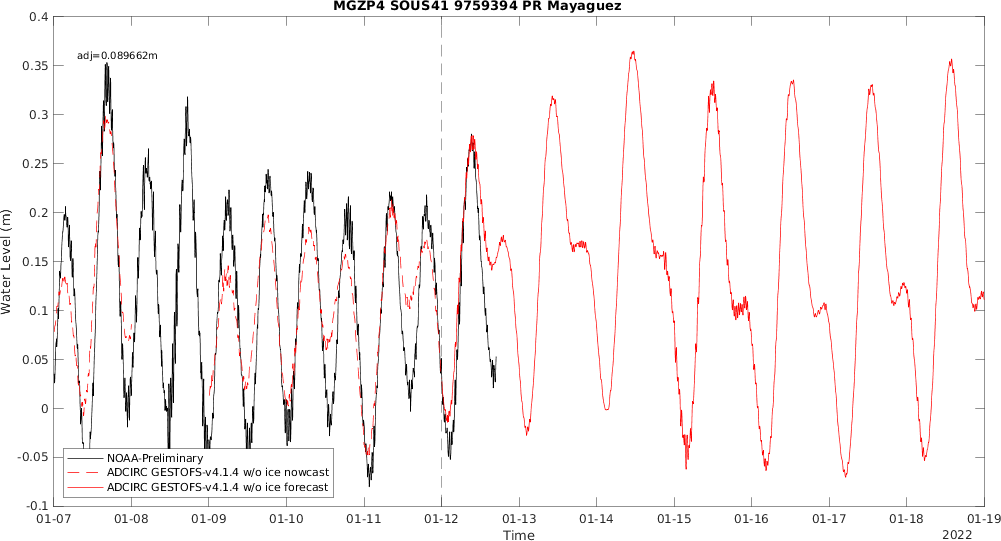 MGZP4 SOUS41 9759394 PR Mayaguez
adj=0.089662m
0.4
0.35
0.3
0.25
0.2
0.15
0.1
0.05
0
-0.05
-0.1
Water Level (m)
NOAA-Preliminary
ADCIRC GESTOFS-v4.1.4 w/o ice nowcast
ADCIRC GESTOFS-v4.1.4 w/o ice forecast
01-07 01-08 01-09 01-10 01-11 01-12 01-13 01-14 01-15 01-16 01-17 01-18 01-19
Time
2022